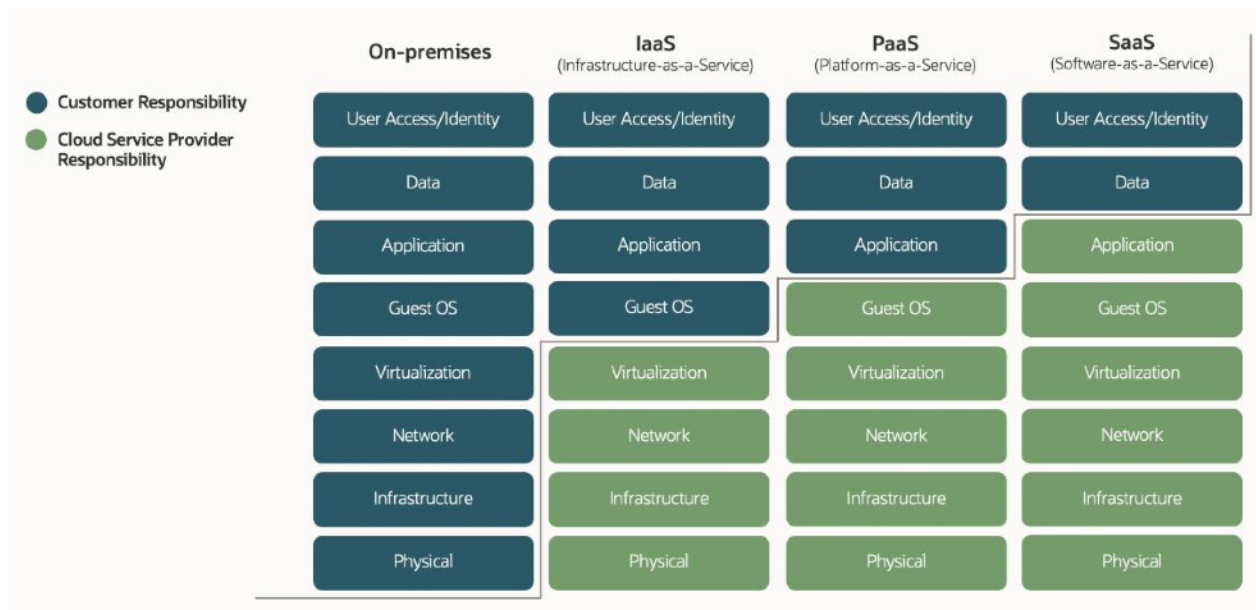 On-premises
IaaS
(Infrastructure-as-a-Service)
PaaS
(Platform-as-a-Service)
SaaS
(Software-as-a-Service)
Customer Responsibility
Cloud Service Provider
Responsibility
User Access/Identity
User Access/Identity
User Access/Identity
User Access/Identity
Data
Data
Data
Data
Application
Application
Application
Application
Guest OS
Guest OS
Guest OS
Guest OS
Virtualization
Virtualization
Virtualization
Virtualization
Network
Network
Network
Network
Infrastructure
Infrastructure
Infrastructure
Infrastructure
Physical
Physical
Physical
Physical